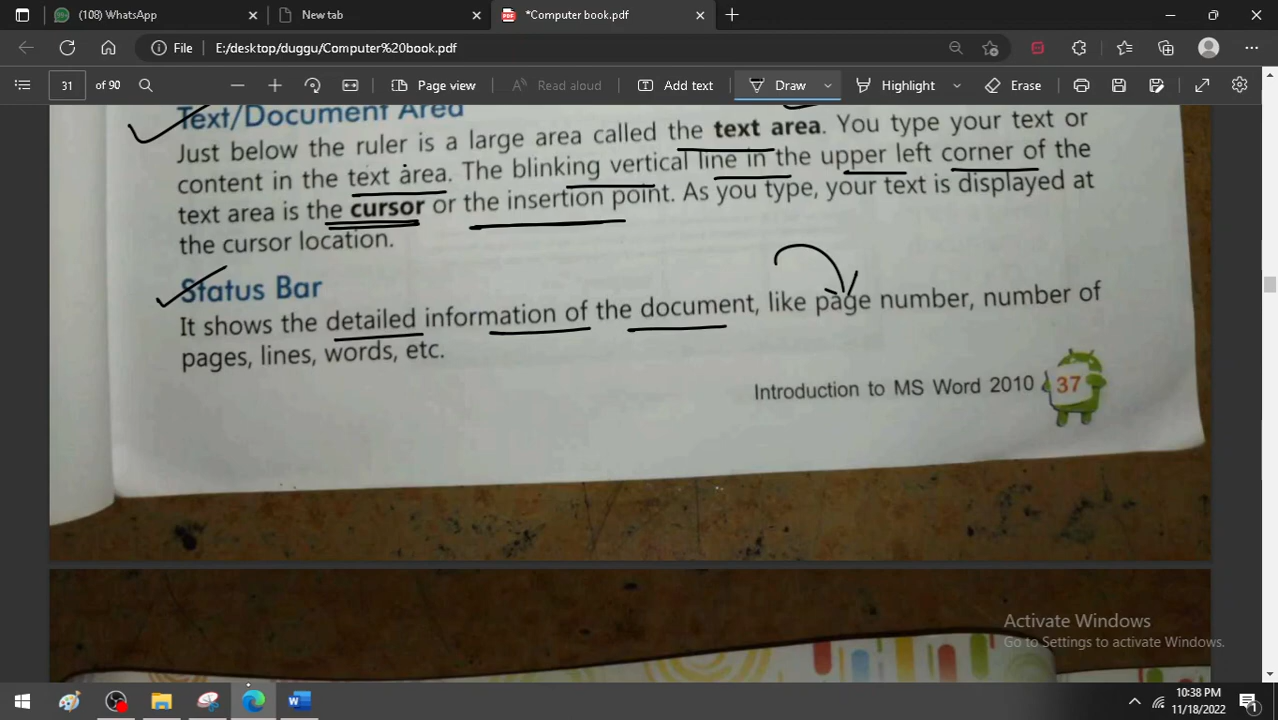 (108) WhatsApp
New tab
*Computer book.pdf
File E:/desktop/duggu/Computer%20book.pdf
31 of 90
Page view
Read aloud
Add text
Draw
Highlight
Erase
Text/Document Area
Just below the ruler is a large area called the text area. You type your text or
content in the text area. The blinking vertical line in the upper left corner of the
text area is the cursor or the insertion point. As you type, your text is displayed at
the cursor location.
Status Bar
It shows the detailed information of the document, like page number, number of
pages, lines, words, etc.
Introduction to MS Word 2010 37
Activate Windows
Go to Settings to activate Windows.
10:38 PM
11/18/2022